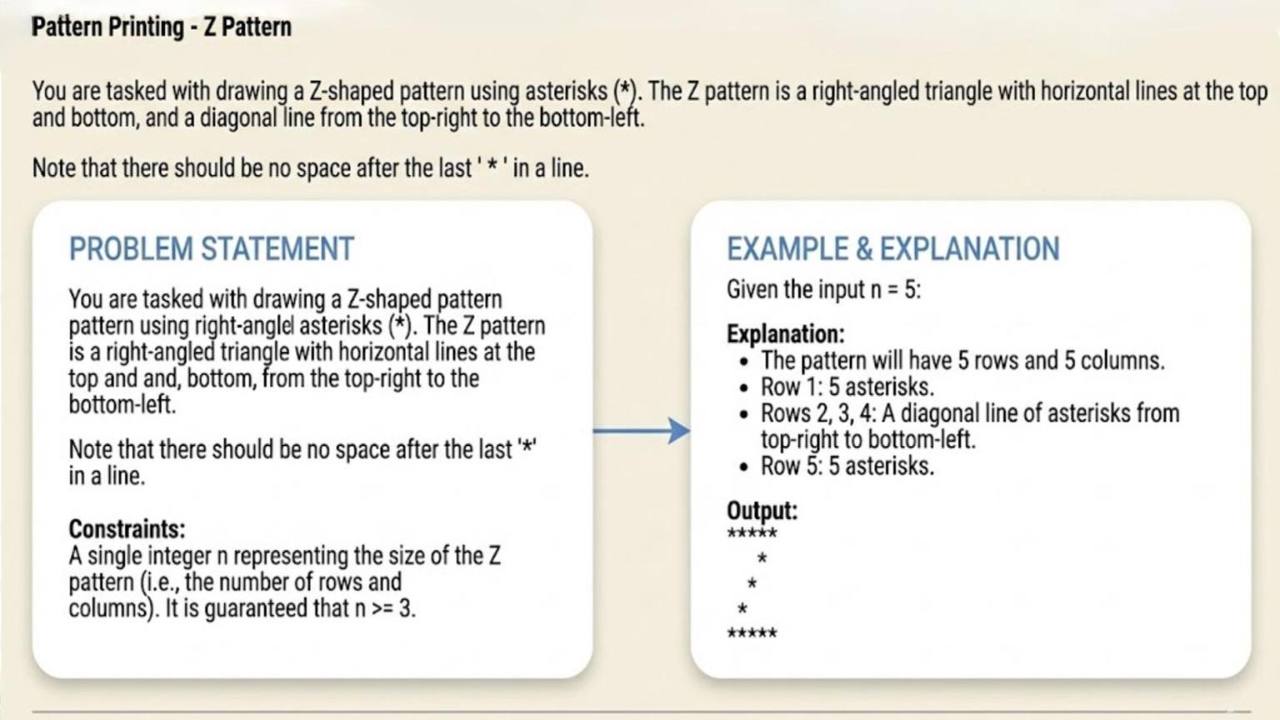 Pattern Printing - Z Pattern
You are tasked with drawing a Z-shaped pattern using asterisks (*). The Z pattern is a right-angled triangle with horizontal lines at the top
and bottom, and a diagonal line from the top-right to the bottom-left.
Note that there should be no space after the last ' * ' in a line.
PROBLEM STATEMENT
You are tasked with drawing a Z-shaped pattern
pattern using right-angled asterisks (*). The Z pattern
is a right-angled triangle with horizontal lines at the
top and and, bottom, from the top-right to the
bottom-left.
Note that there should be no space after the last '*'
in a line.
Constraints:
A single integer n representing the size of the Z
pattern (i.e., the number of rows and
columns). It is guaranteed that n >= 3.
EXAMPLE & EXPLANATION
Given the input n = 5:
Explanation:
• The pattern will have 5 rows and 5 columns.
• Row 1: 5 asterisks.
• Rows 2, 3, 4: A diagonal line of asterisks from
top-right to bottom-left.
• Row 5: 5 asterisks.
Output:
*****
   *
  *
 *
*****